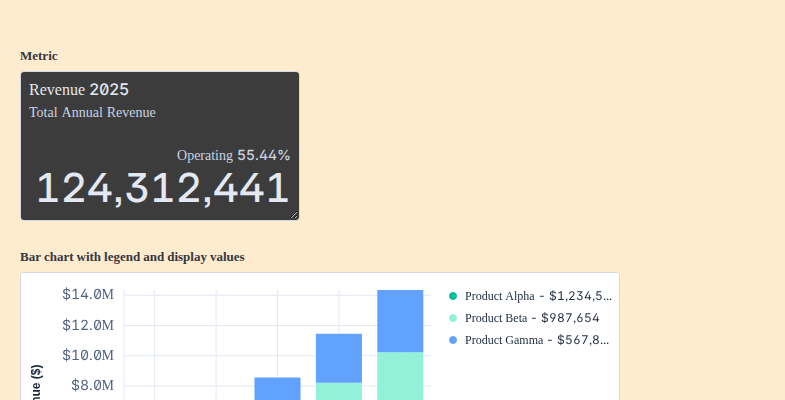 Metric
Revenue 2025
Total Annual Revenue
Operating 55.44%
124,312,441
Bar chart with legend and display values
$14.0M
$12.0M
$10.0M
$8.0M
nue ($)
Product Alpha - $1,234,5...
Product Beta - $987,654
Product Gamma - $567,8...